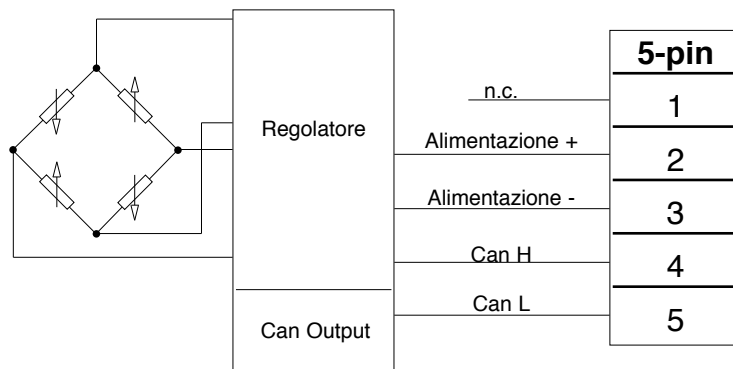 5-pin
n.c.
1
Regolatore
Alimentazione +
2
Alimentazione -
3
Can H
4
Can L
5
Can Output